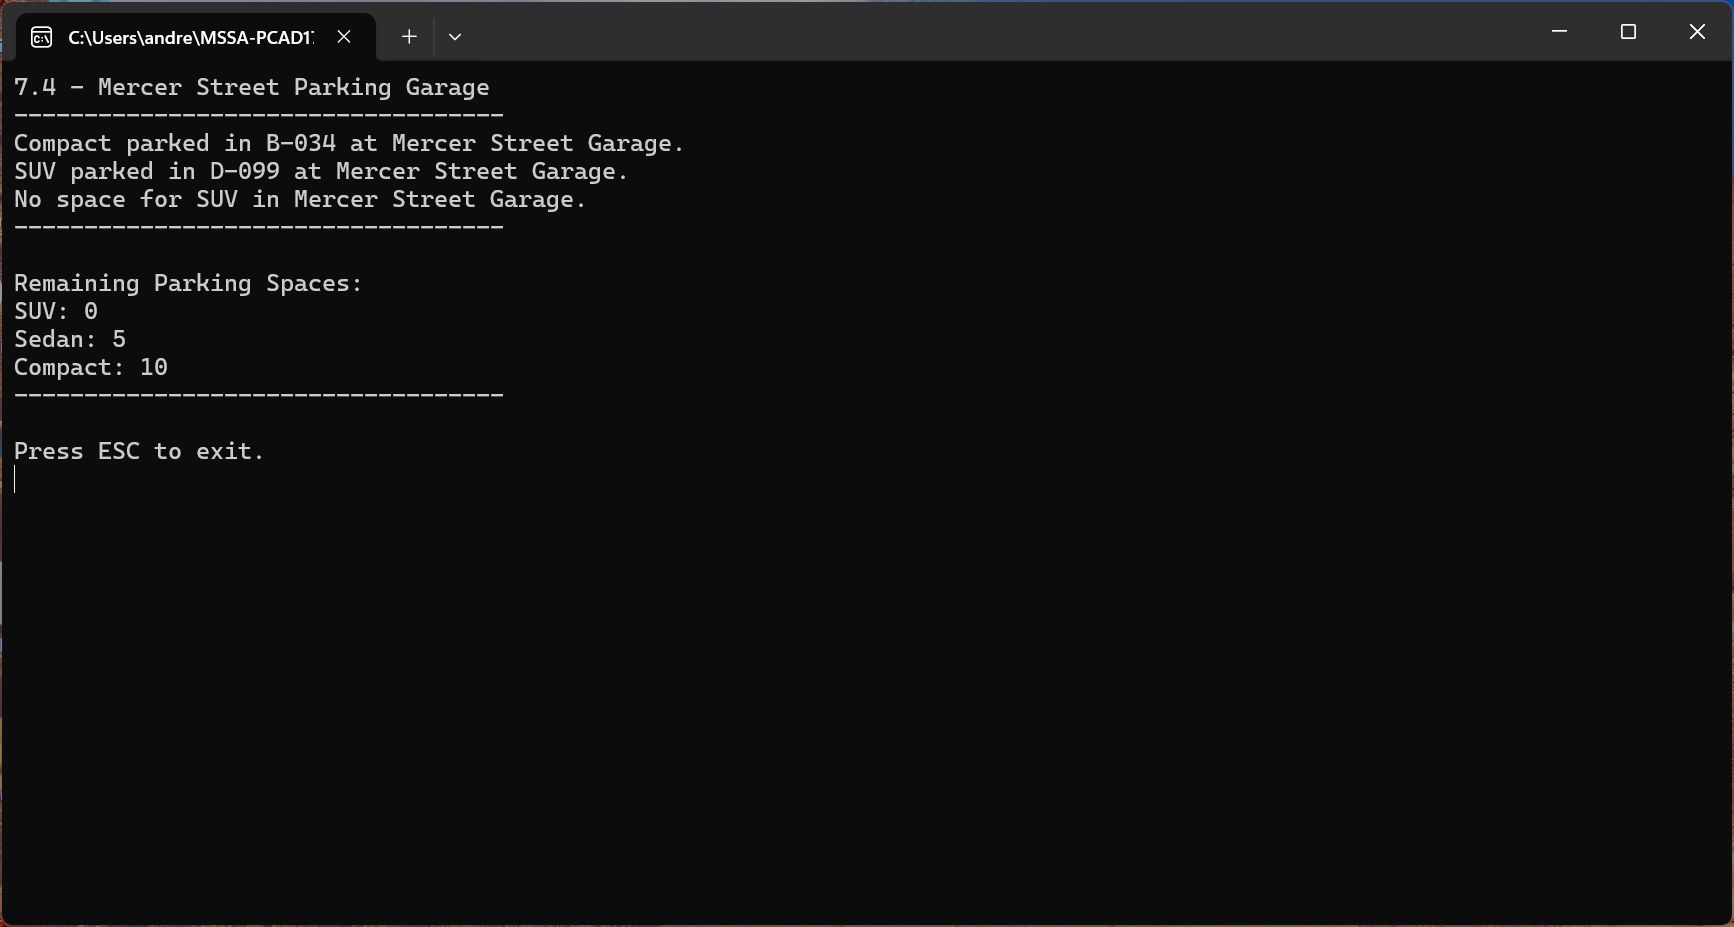 C:\Users\andre\MSSA-PCAD17
7.4 - Mercer Street Parking Garage
-----------------------------------
Compact parked in B-034 at Mercer Street Garage.
SUV parked in D-099 at Mercer Street Garage.
No space for SUV in Mercer Street Garage.
-----------------------------------
Remaining Parking Spaces:
SUV: 0
Sedan: 5
Compact: 10
-----------------------------------
Press ESC to exit.